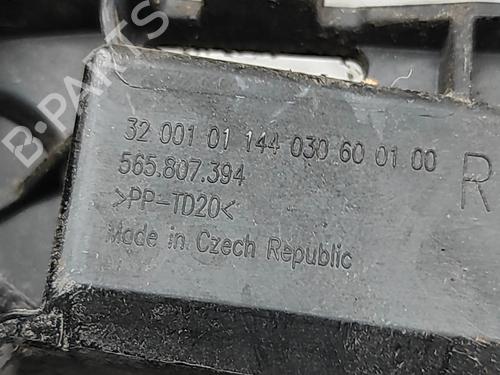 B-PARTS
32 001 01 144 030 60 01 00
565.807.394
>PP-TD20<
Made in Czech Republic
R